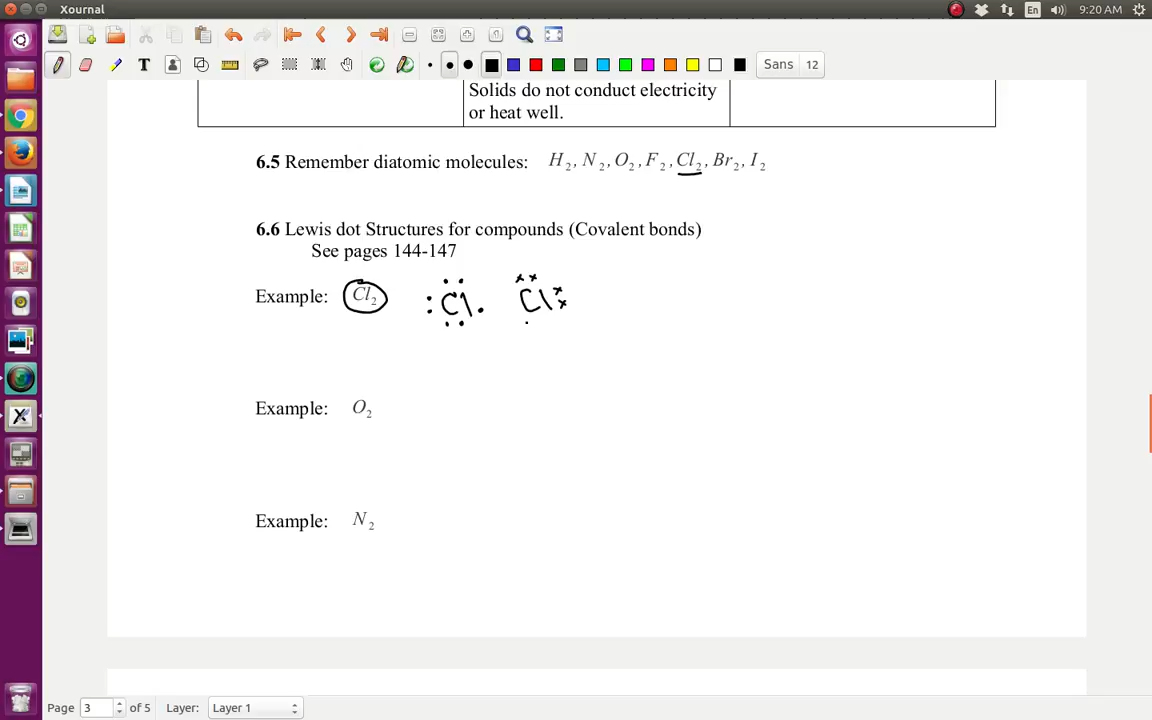 Xournal
En
9:20 AM
T
Sans 12
Solids do not conduct electricity
or heat well.
6.5 Remember diatomic molecules: H₂, N₂, O₂, F₂, Cl₂, Br₂, I₂
6.6 Lewis dot Structures for compounds (Covalent bonds)
See pages 144-147
Example: Cl₂ Cl Cl
Example: O₂
Example: N₂
Page 3 of 5 Layer: Layer 1